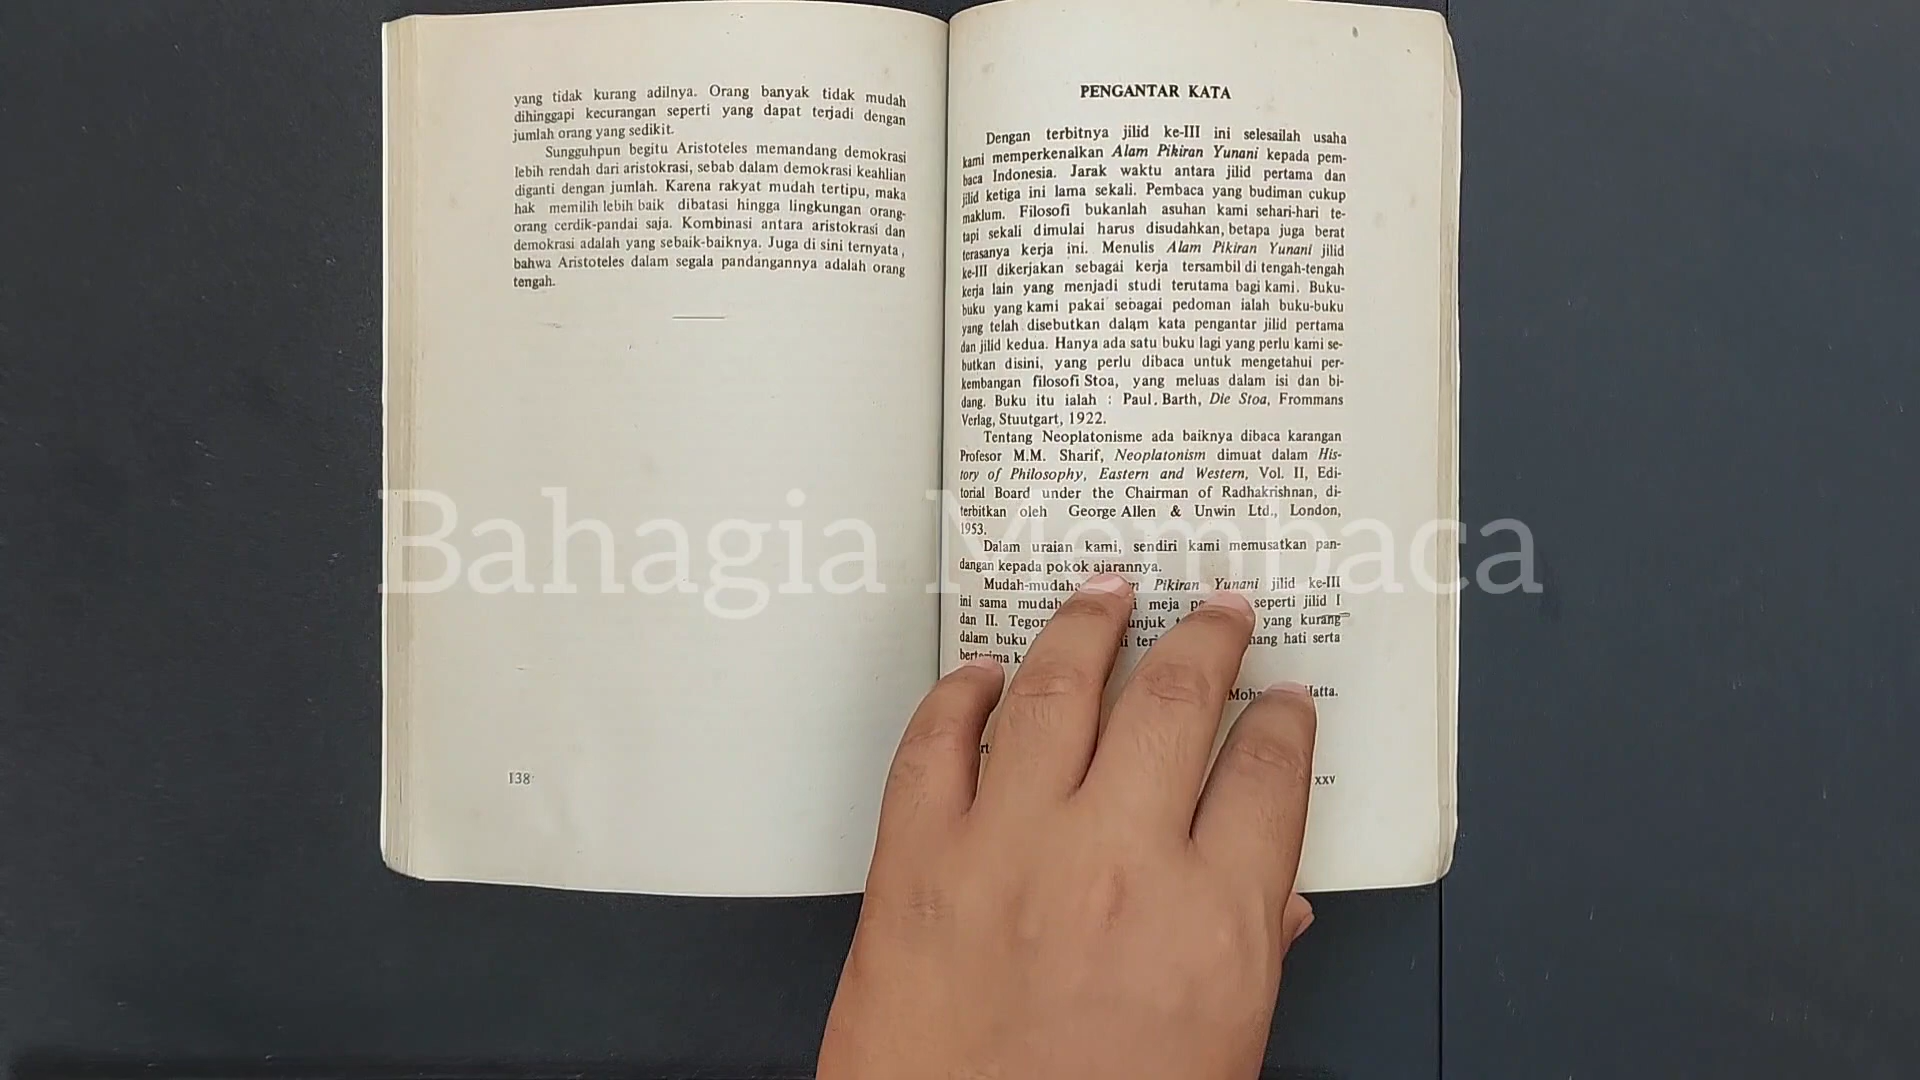 yang tidak kurang adilnya. Orang banyak tidak mudah
dihinggapi kecurangan seperti yang dapat terjadi dengan
jumlah orang yang sedikit.
Sungguhpun begitu Aristoteles memandang demokrasi
lebih rendah dari aristokrasi, sebab dalam demokrasi keahlian
diganti dengan jumlah. Karena rakyat mudah tertipu, maka
hak memilih lebih baik dibatasi hingga lingkungan orang-
orang cerdik-pandai saja. Kombinasi antara aristokrasi dan
demokrasi adalah yang sebaik-baiknya. Juga di sini ternyata,
bahwa Aristoteles dalam segala pandangannya adalah orang
tengah.
138
PENGANTAR KATA
Dengan terbitnya jilid ke-III ini selesailah usaha
kami memperkenalkan Alam Pikiran Yunani kepada pem-
baca Indonesia. Jarak waktu antara jilid pertama dan
jilid ketiga ini lama sekali. Pembaca yang budiman cukup
maklum. Filosofi bukanlah asuhan kami sehari-hari te-
tapi sekali dimulai harus disudahkan, betapa juga berat
terasanya kerja ini. Menulis Alam Pikiran Yunani jilid
ke-III dikerjakan sebagai kerja tersambil di tengah-tengah
kerja lain yang menjadi studi terutama bagi kami. Buku-
buku yang kami pakai sebagai pedoman ialah buku-buku
yang telah disebutkan dalam kata pengantar jilid pertama
dan jilid kedua. Hanya ada satu buku lagi yang perlu kami se-
butkan disini, yang perlu dibaca untuk mengetahui per-
kembangan filosofi Stoa, yang meluas dalam isi dan bi-
dang. Buku itu ialah : Paul. Barth, Die Stoa, Frommans
Verlag, Stuutgart, 1922.
Tentang Neoplatonisme ada baiknya dibaca karangan
Profesor M.M. Sharif, Neoplatonism dimuat dalam His-
tory of Philosophy, Eastern and Western, Vol. II, Edi-
torial Board under the Chairman of Radhakrishnan, di-
terbitkan oleh George Allen & Unwin Ltd., London,
1953.
Dalam uraian kami, sendiri kami memusatkan pan-
dangan kepada pokok ajarannya.
Pikiran Yunani jilid ke-III
ini sama mudah meja seperti jilid I
dan II. yang kurang
dalam buku hati serta
xxv
Bahagia Membaca